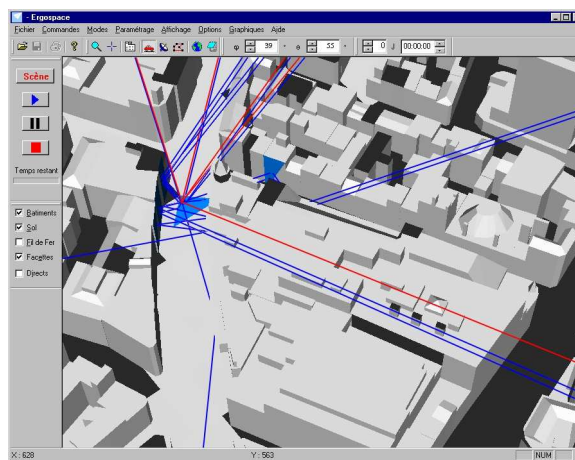 - Ergospace
Fichier Commandes Modes Paramétrage Affichage Options Graphiques Aide
φ 39 ° θ 55 ° 0 J 00:00:00
Scène
Temps restant
Batiments
Sol
Fil de Fer
Facettes
Directs
X : 628 Y : 563 NUM